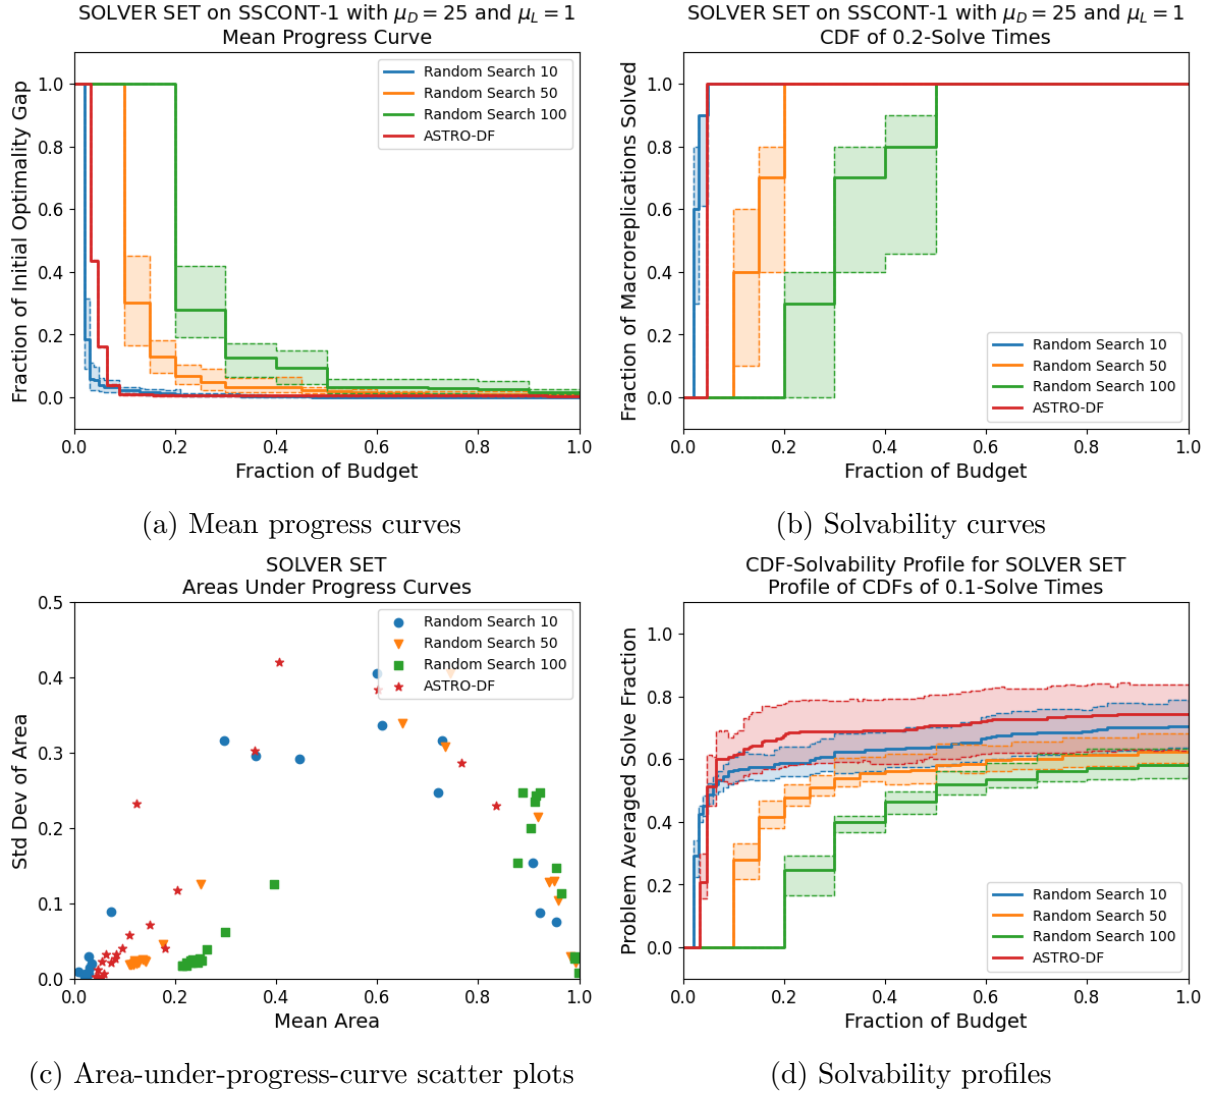 SOLVER SET on SSCONT-1 with μ_D = 25 and μ_L = 1
Mean Progress Curve
Fraction of Initial Optimality Gap
1.0
0.8
0.6
0.4
0.2
0.0
Random Search 10
Random Search 50
Random Search 100
ASTRO-DF
0.0 0.2 0.4 0.6 0.8 1.0
Fraction of Budget
(a) Mean progress curves
SOLVER SET on SSCONT-1 with μ_D = 25 and μ_L = 1
CDF of 0.2-Solve Times
Fraction of Macroreplications Solved
1.0
0.8
0.6
0.4
0.2
0.0
Random Search 10
Random Search 50
Random Search 100
ASTRO-DF
0.0 0.2 0.4 0.6 0.8 1.0
Fraction of Budget
(b) Solvability curves
SOLVER SET
Areas Under Progress Curves
Std Dev of Area
0.5
0.4
0.3
0.2
0.1
0.0
Random Search 10
Random Search 50
Random Search 100
ASTRO-DF
0.0 0.2 0.4 0.6 0.8 1.0
Mean Area
(c) Area-under-progress-curve scatter plots
CDF-Solvability Profile for SOLVER SET
Profile of CDFs of 0.1-Solve Times
Problem Averaged Solve Fraction
1.0
0.8
0.6
0.4
0.2
0.0
Random Search 10
Random Search 50
Random Search 100
ASTRO-DF
0.0 0.2 0.4 0.6 0.8 1.0
Fraction of Budget
(d) Solvability profiles